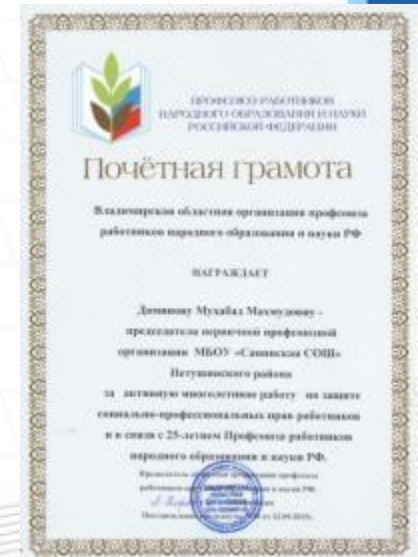 ПРОФСОЮЗ РАБОТНИКОВ
НАРОДНОГО ОБРАЗОВАНИЯ И НАУКИ
РОССИЙСКОЙ ФЕДЕРАЦИИ
Почётная грамота
Владимирская областная организация профсоюза
работников народного образования и науки РФ
НАГРАЖДАЕТ
Мухабад Махмудовну -
председателя первичной профсоюзной
организации МБОУ «Санинская СОШ»
Петушинского района
за активную многолетнюю работу по защите
социально-профессиональных прав работников
и в связи с 25-летием Профсоюза работников
народного образования и науки РФ.